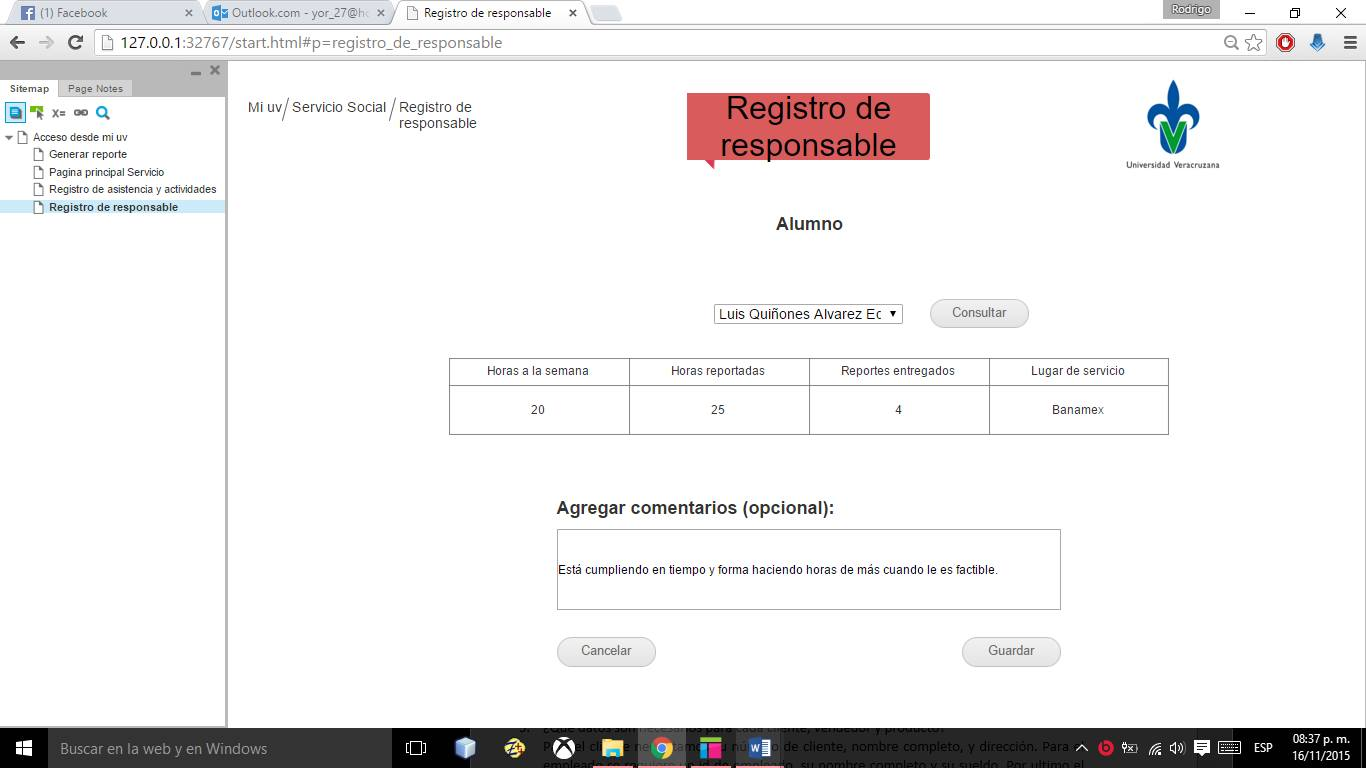 (1) Facebook
Outlook.com - yor_27@h
Registro de responsable
Rodrigo
127.0.0.1:32767/start.html#p=registro_de_responsable
Sitemap
Page Notes
X=
Acceso desde mi uv
Generar reporte
Pagina principal Servicio
Registro de asistencia y actividades
Registro de responsable
Mi uv/ Servicio Social / Registro de
responsable
Registro de
responsable
Universidad Veracruzana
Alumno
Luis Quiñones Alvarez Ec
Consultar
Horas a la semana
Horas reportadas
Reportes entregados
Lugar de servicio
20
25
4
Banamex
Agregar comentarios (opcional):
Está cumpliendo en tiempo y forma haciendo horas de más cuando le es factible.
Cancelar
Guardar
Buscar en la web y en Windows
ESP
08:37 p. m.
16/11/2015